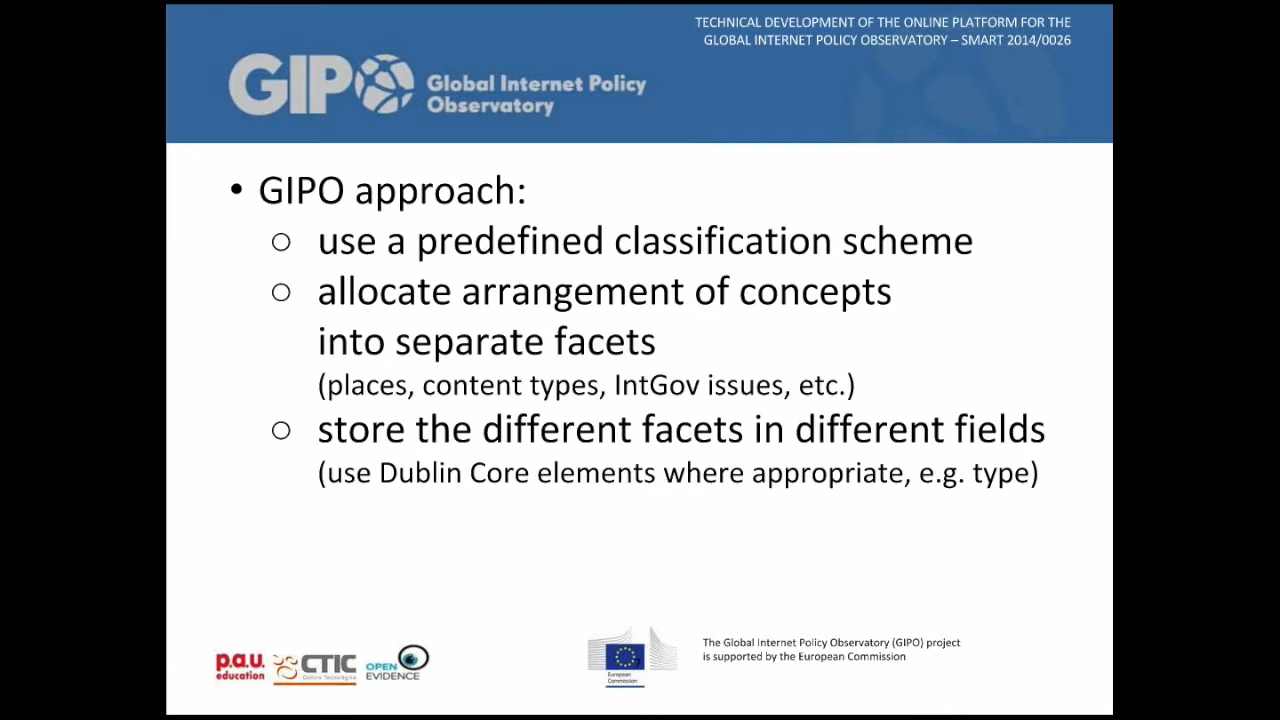 TECHNICAL DEVELOPMENT OF THE ONLINE PLATFORM FOR THE
GLOBAL INTERNET POLICY OBSERVATORY – SMART 2014/0026
GIPO
Global Internet Policy
Observatory
• GIPO approach:
○ use a predefined classification scheme
○ allocate arrangement of concepts
into separate facets
(places, content types, IntGov issues, etc.)
○ store the different facets in different fields
(use Dublin Core elements where appropriate, e.g. type)
p.a.u.
education
CTIC
Centro Tecnológico
OPEN
EVIDENCE
European
Commission
The Global Internet Policy Observatory (GIPO) project
is supported by the European Commission